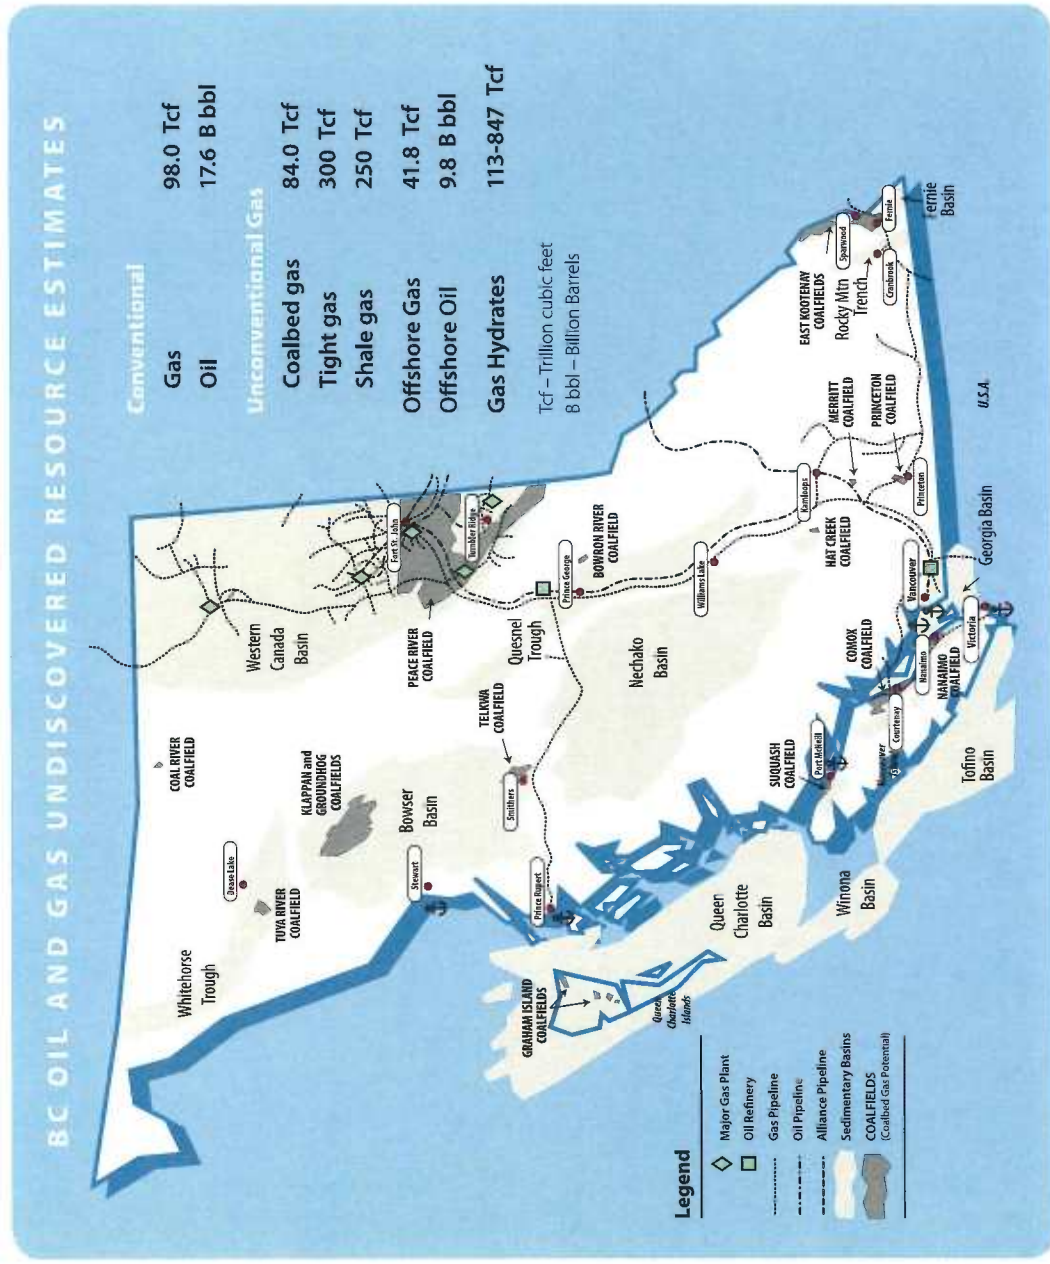 BC OIL AND GAS UNDISCOVERED RESOURCE ESTIMATES
Conventional
Gas 98.0 Tcf
Oil 17.6 B bbl
Unconventional Gas
Coalbed gas 84.0 Tcf
Tight gas 300 Tcf
Shale gas 250 Tcf
Offshore Gas 41.8 Tcf
Offshore Oil 9.8 B bbl
Gas Hydrates 113-847 Tcf
Tcf – Trillion cubic feet
B bbl – Billion Barrels
Whitehorse
Trough
Dease Lake
TUYA RIVER
COALFIELD
COAL RIVER
COALFIELD
KLAPPAN and
GROUNDHOG
COALFIELDS
Bowser
Basin
Stewart
Western
Canada
Basin
Fort St. John
Tumbler Ridge
PEACE RIVER
COALFIELD
TELKWA
COALFIELD
Smithers
Prince Rupert
Quesnel
Trough
Prince George
BOWRON RIVER
COALFIELD
Nechako
Basin
Williams Lake
GRAHAM ISLAND
COALFIELDS
Queen
Charlotte
Islands
Queen
Charlotte
Basin
Winona
Basin
SUQUASH
COALFIELD
Port McNeill
COMOX
COALFIELD
Courtenay
Nanaimo
NANAIMO
COALFIELD
Vancouver
Victoria
Tofino
Basin
Georgia Basin
HAT CREEK
COALFIELD
Kamloops
MERRITT
COALFIELD
PRINCETON
COALFIELD
Princeton
EAST KOOTENAY
COALFIELDS
Rocky Mtn
Trench
Sparwood
Cranbrook
Fernie
Fernie
Basin
U.S.A.
Vancouver
Legend
Major Gas Plant
Oil Refinery
Gas Pipeline
Oil Pipeline
Alliance Pipeline
Sedimentary Basins
COALFIELDS
(Coalbed Gas Potential)